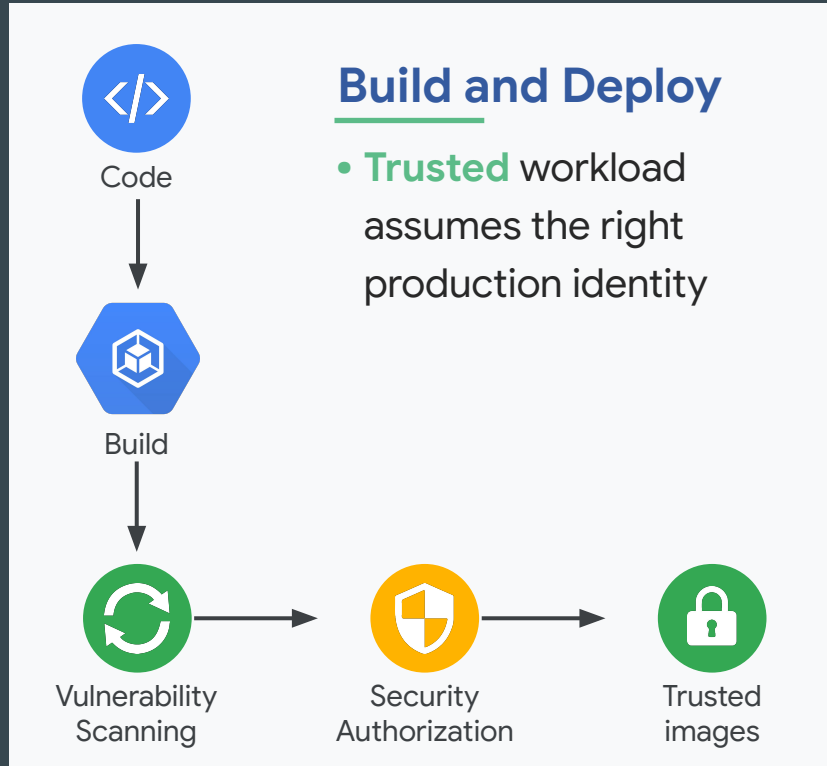 Build and Deploy
• Trusted workload
assumes the right
production identity
Code
Build
Vulnerability
Scanning
Security
Authorization
Trusted
images